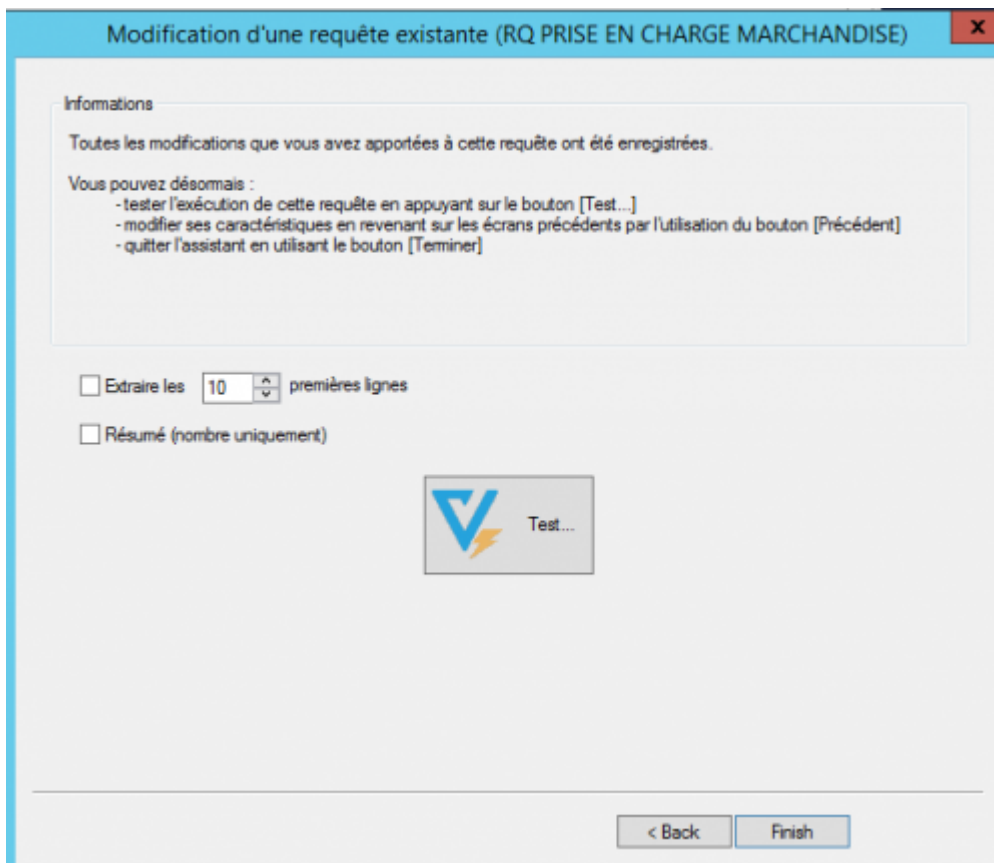 Modification d'une requête existante (RQ PRISE EN CHARGE MARCHANDISE)
x
Informations
Toutes les modifications que vous avez apportées à cette requête ont été enregistrées.
Vous pouvez désormais :
- tester l'exécution de cette requête en appuyant sur le bouton [Test...]
- modifier ses caractéristiques en revenant sur les écrans précédents par l'utilisation du bouton [Précédent]
- quitter l'assistant en utilisant le bouton [Terminer]
Extraire les 10 premières lignes
Résumé (nombre uniquement)
Test...
< Back Finish